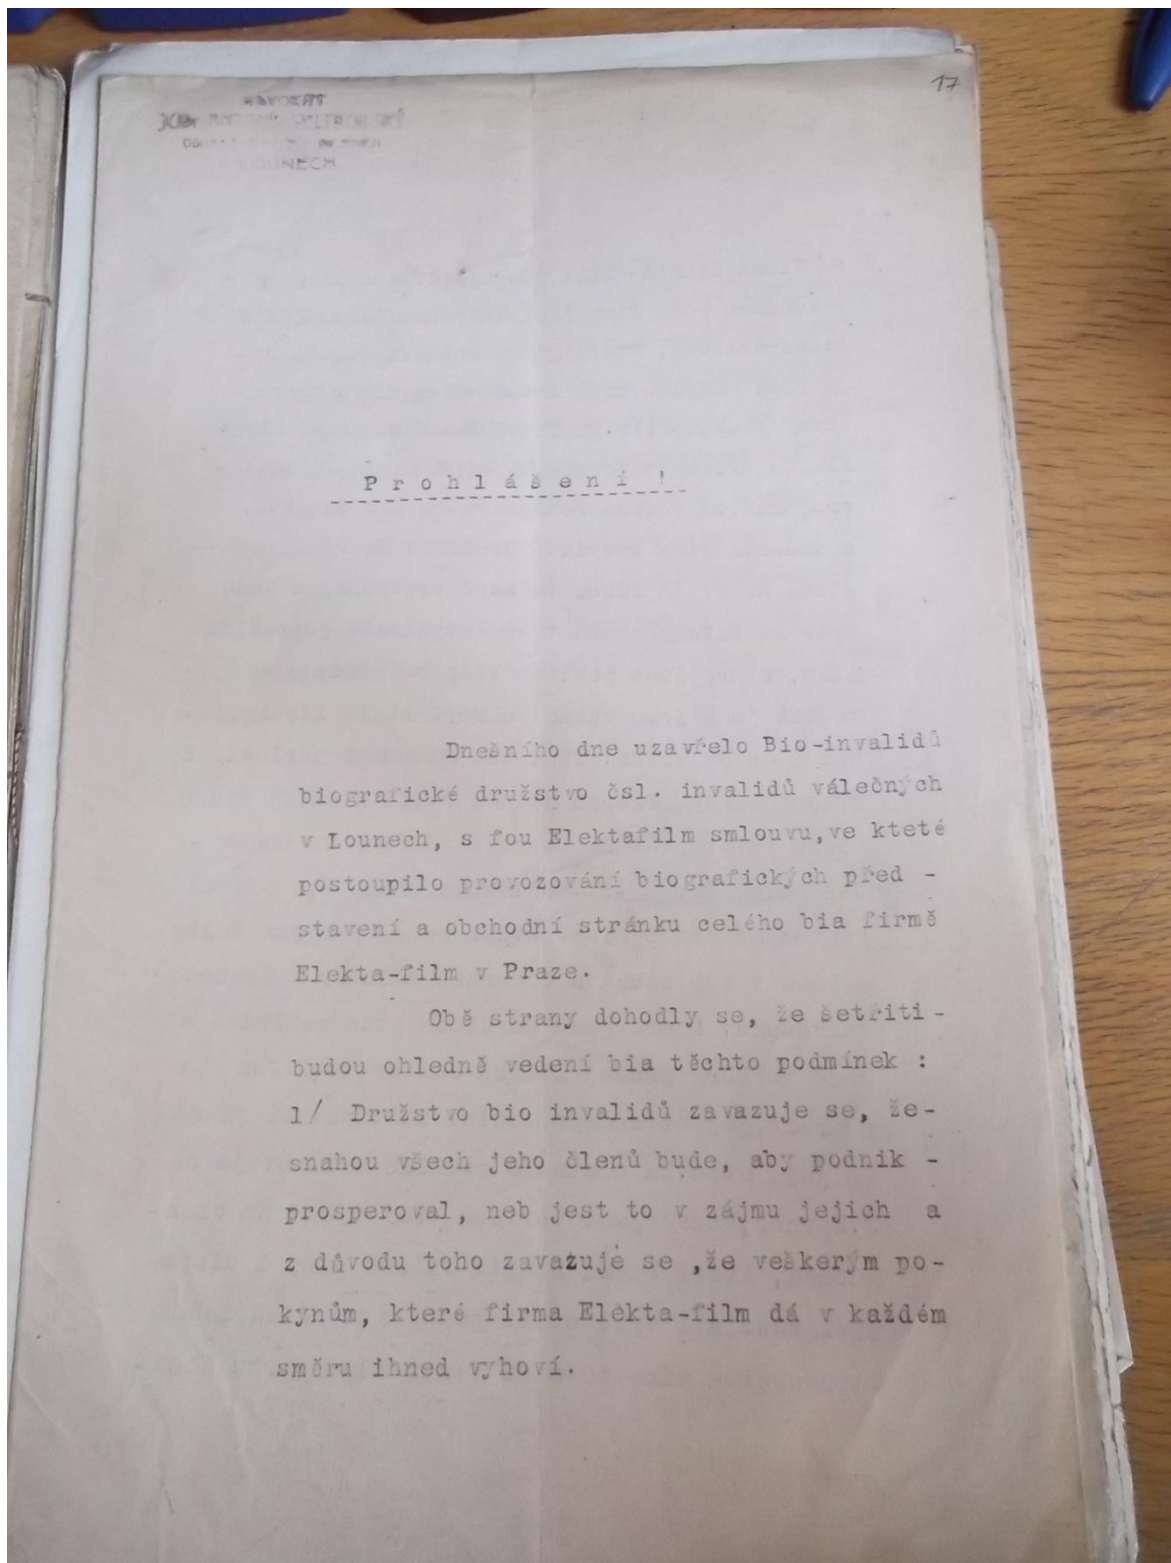 17
ADVOKÁT
JUDr.
V LOUNECH
Prohlášení !
Dnešního dne uzavřelo Bio-invalidů
biografické družstvo čsl. invalidů válečných
v Lounech, s fou Elektafilm smlouvu,ve kteté
postoupilo provozování biografických před -
stavení a obchodní stránku celého bia firmě
Elekta-film v Praze.
Obě strany dohodly se, že šetřiti -
budou ohledně vedení bia těchto podmínek :
1/ Družstvo bio invalidů zavazuje se, že-
snahou všech jeho členů bude, aby podnik -
prosperoval, neb jest to v zájmu jejich a
z důvodu toho zavazuje se ,že veškerým po-
kynům, které firma Elekta-film dá v každém
směru ihned vyhoví.